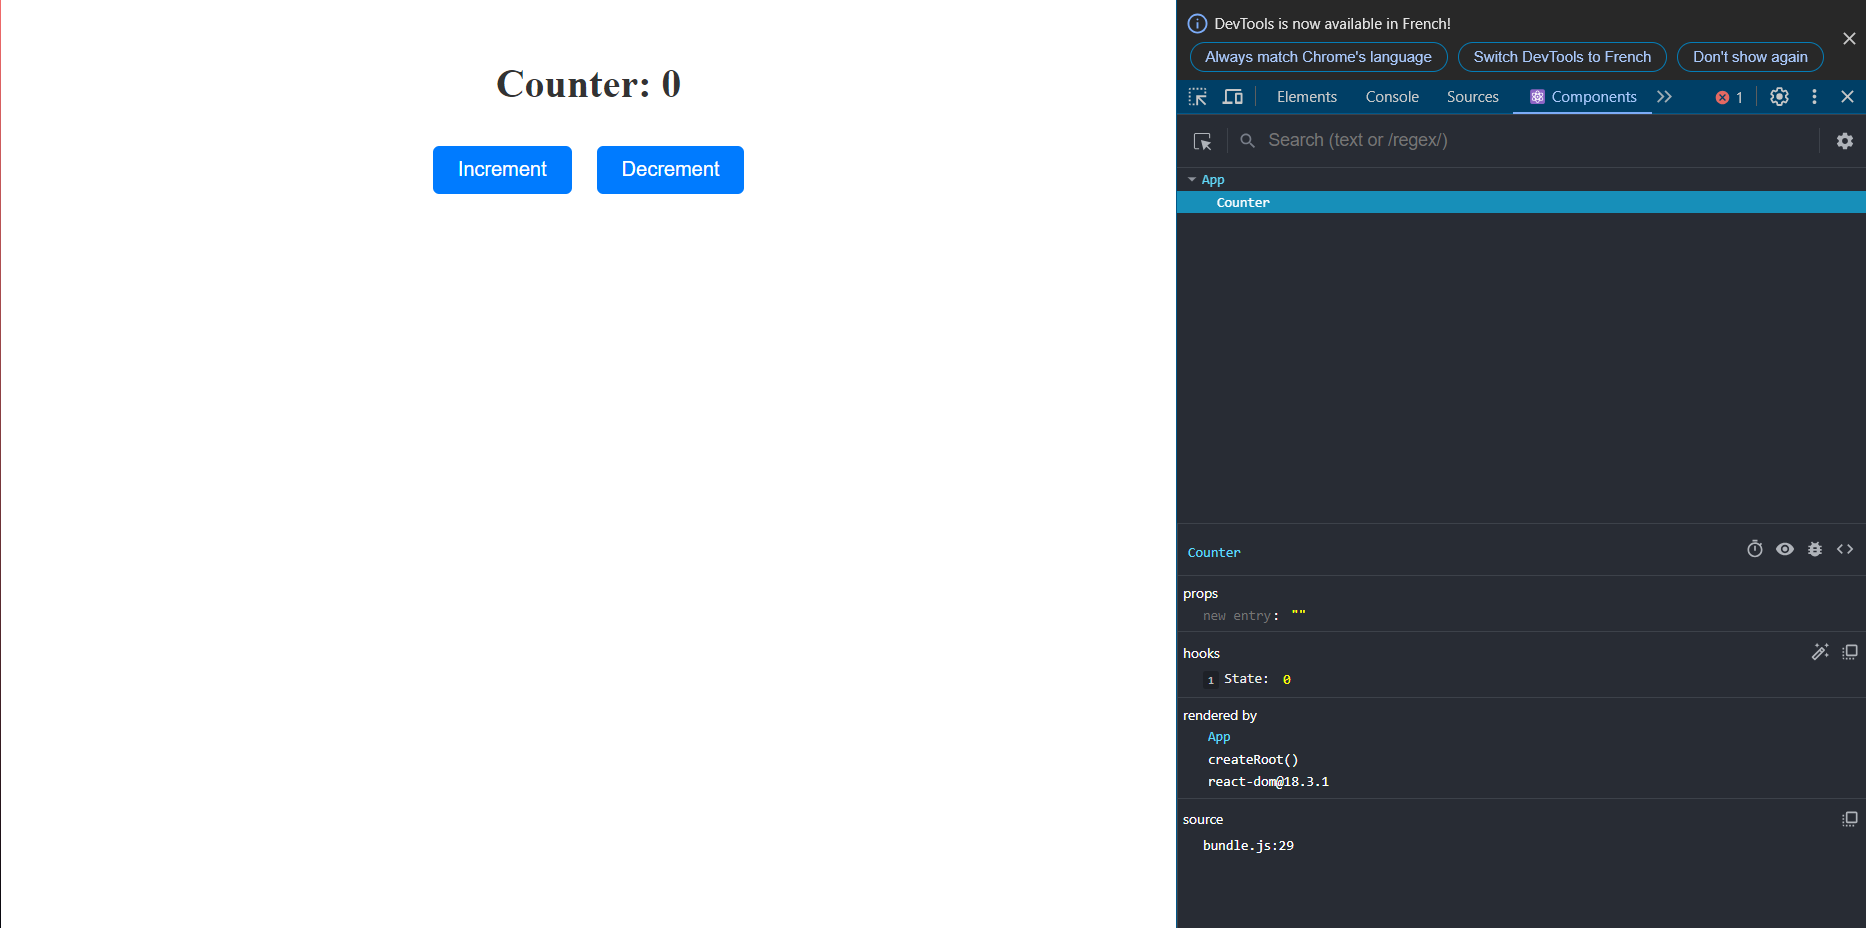 Counter: 0
Increment
Decrement
DevTools is now available in French!
Always match Chrome's language
Switch DevTools to French
Don't show again
Elements
Console
Sources
Components
1
Search (text or /regex/)
App
Counter
Counter
props
new entry: ""
hooks
1 State: 0
rendered by
App
createRoot()
react-dom@18.3.1
source
bundle.js:29